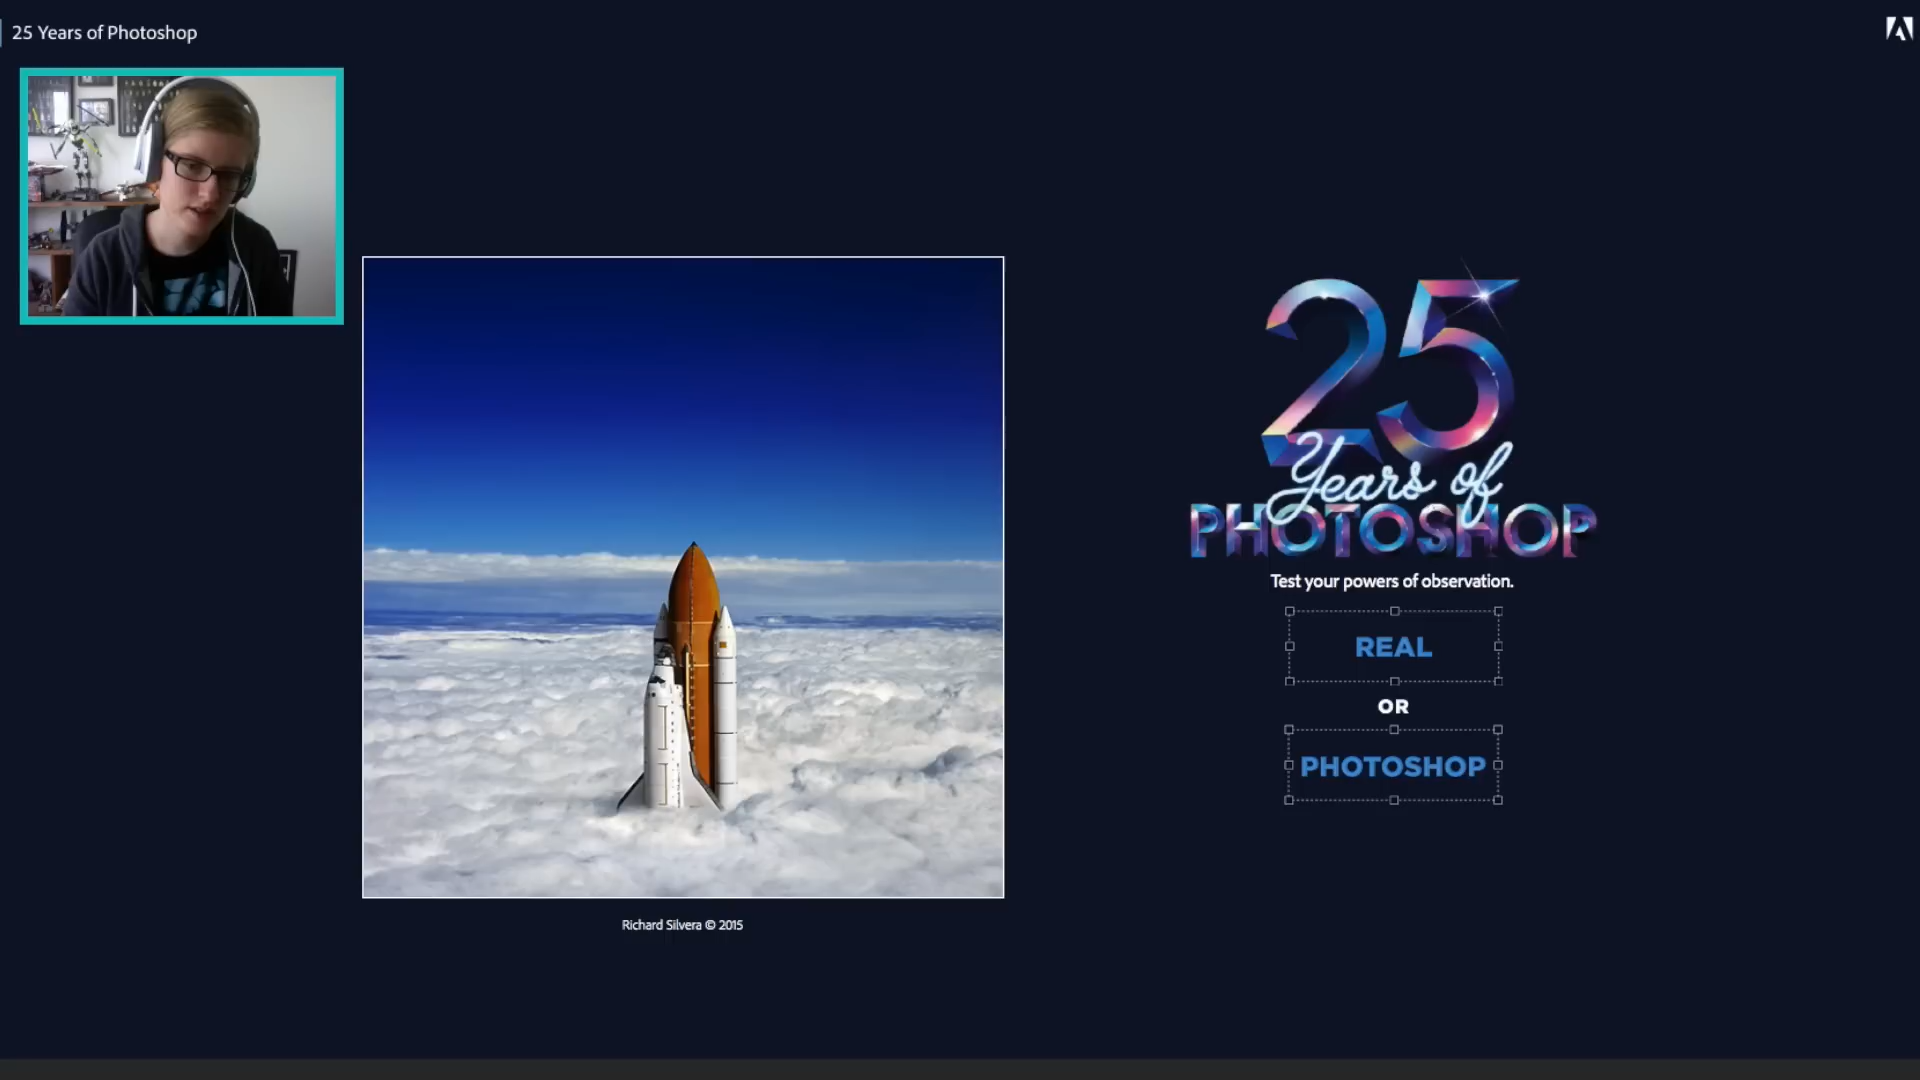 25 Years of Photoshop
25
Years of
PHOTOSHOP
Test your powers of observation.
REAL
OR
PHOTOSHOP
Richard Silvera © 2015